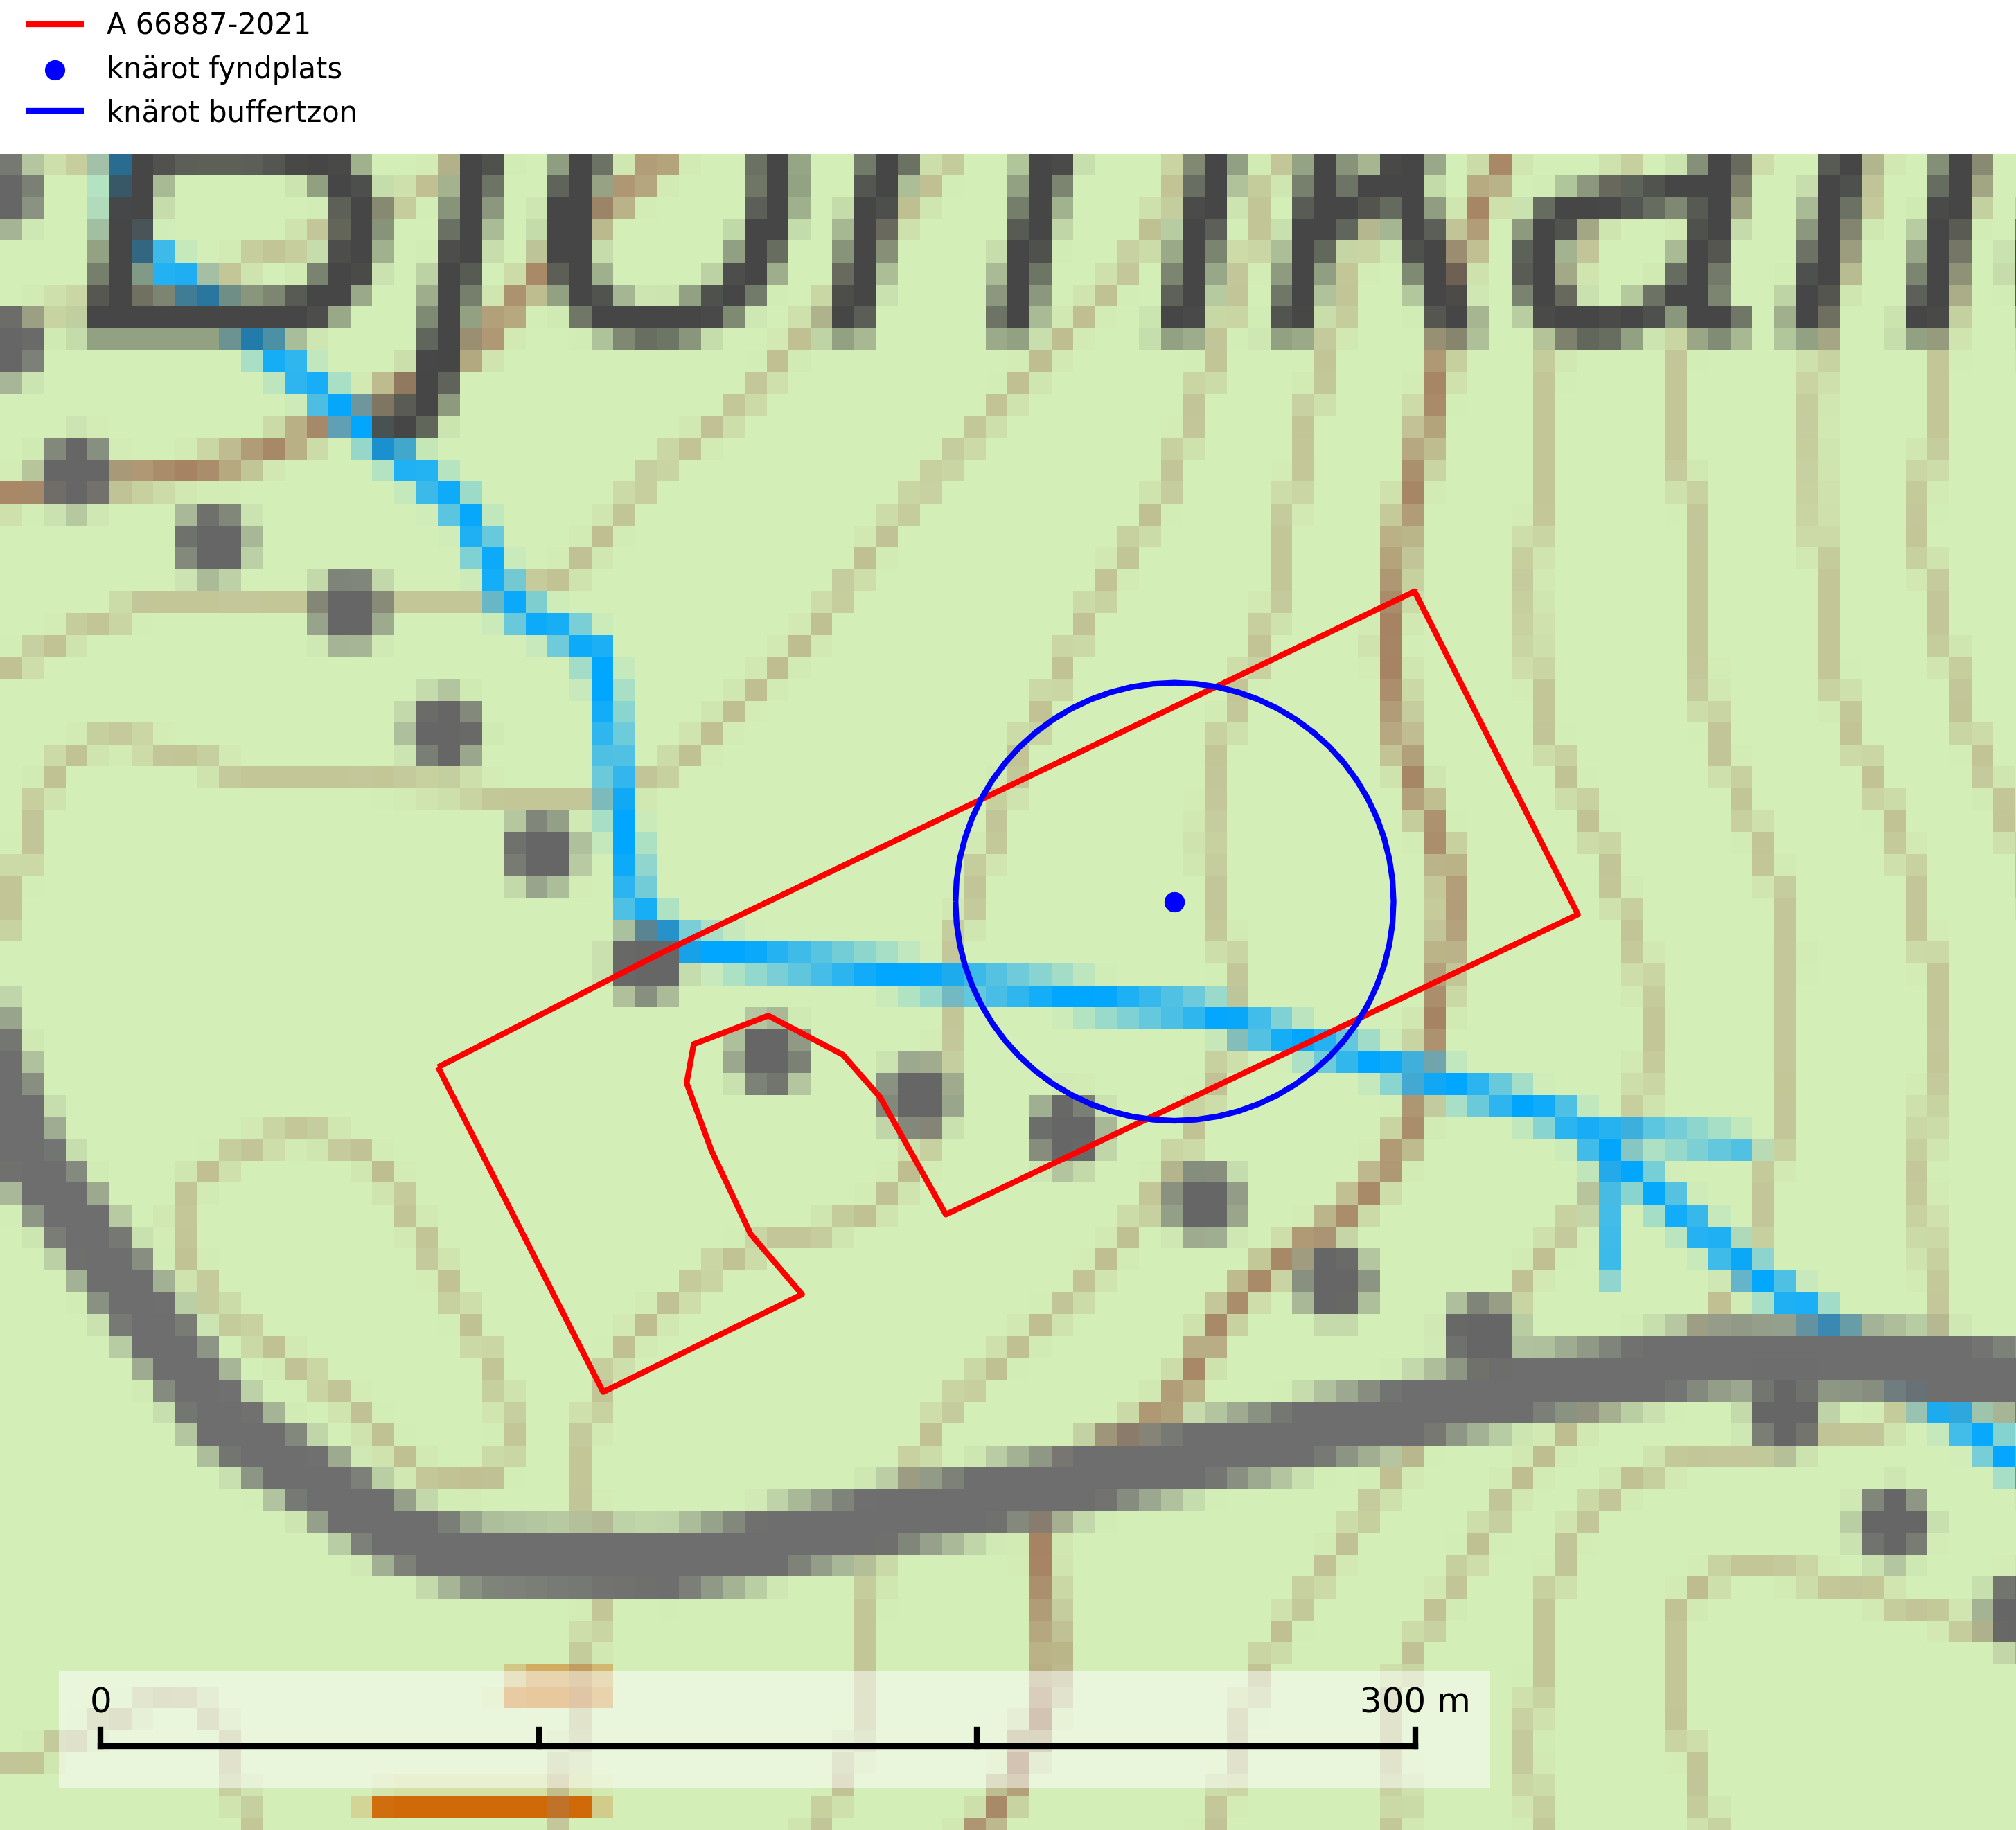 A 66887-2021
knärot fyndplats
knärot buffertzon
0
300 m